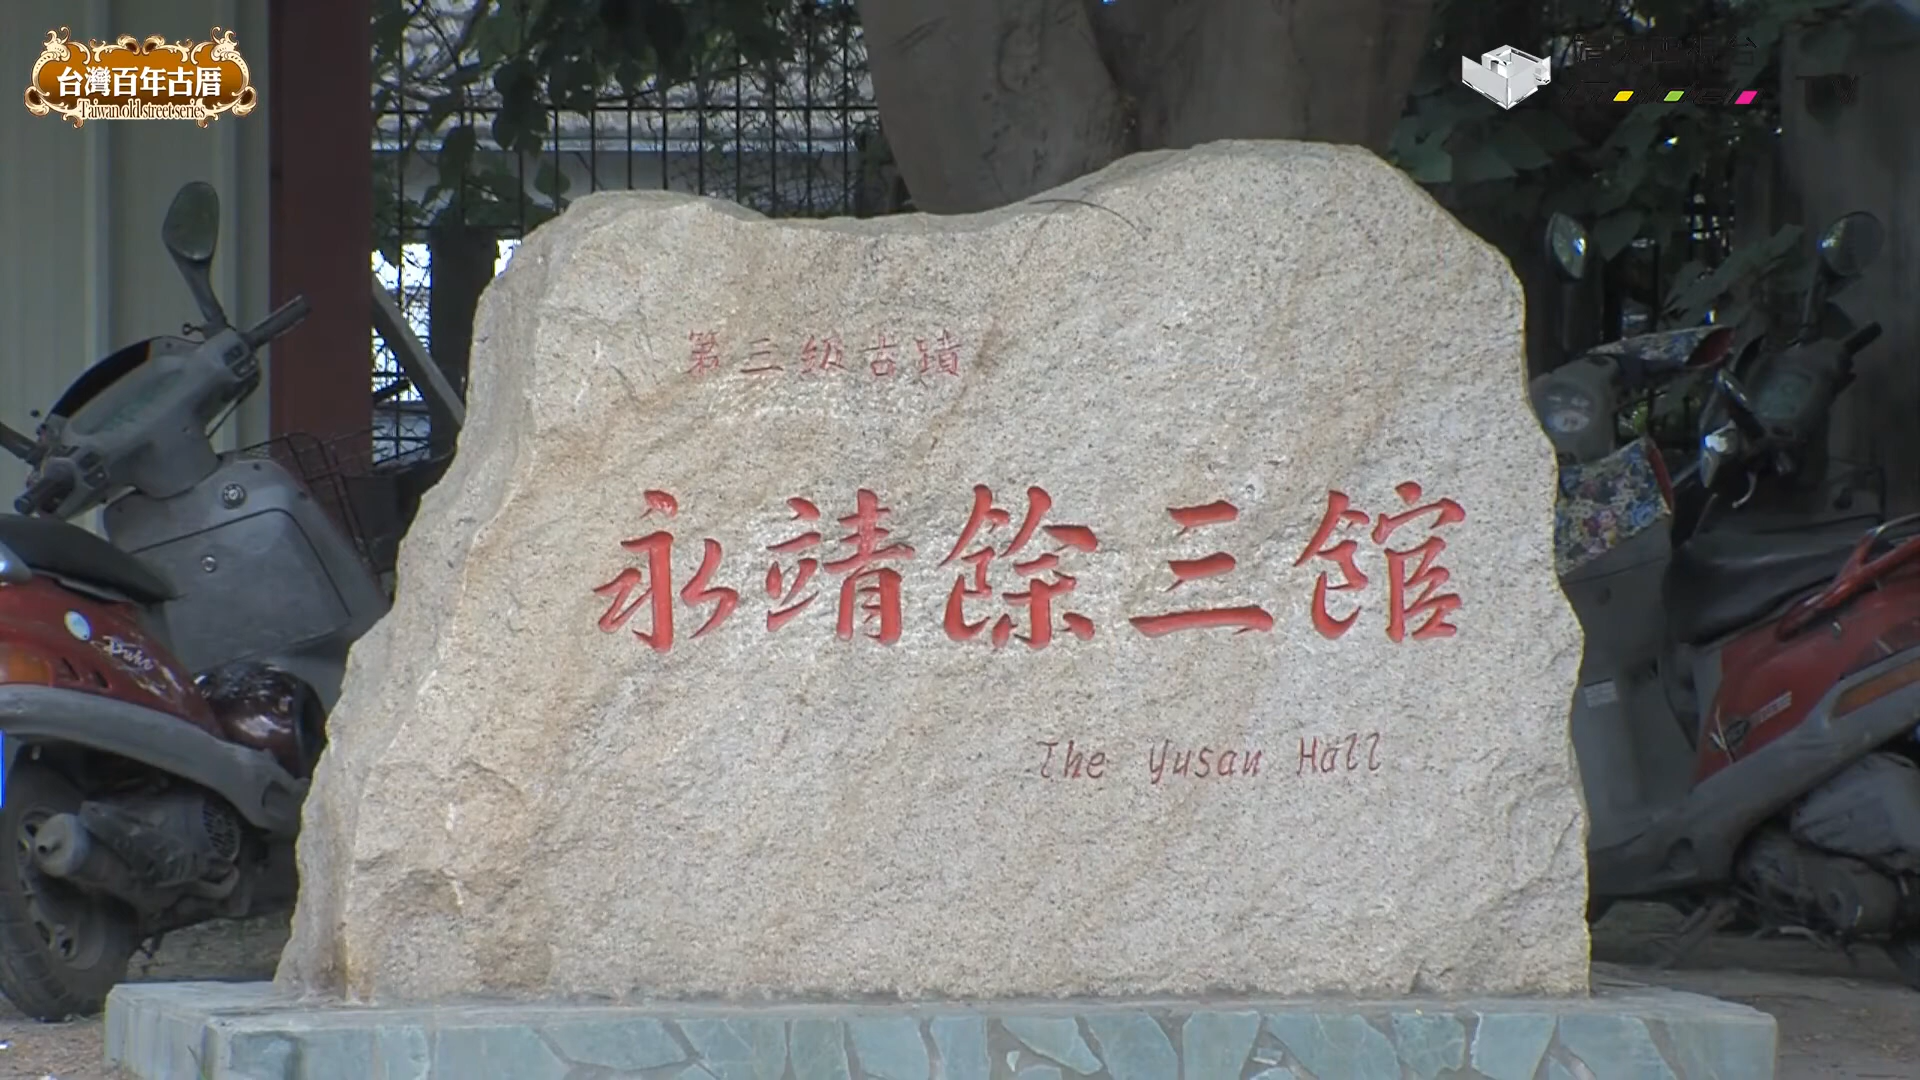 台灣百年古厝
Taiwan old street series
第三級古蹟
永靖餘三館
The Yusan Hall